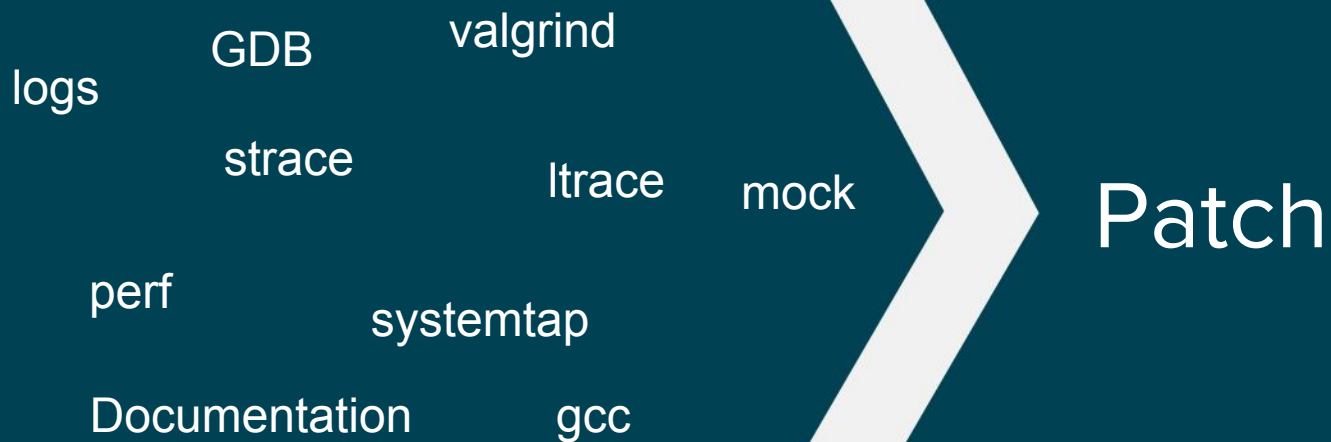 valgrind
GDB
logs
strace
ltrace
mock
Patch
perf
systemtap
Documentation
gcc